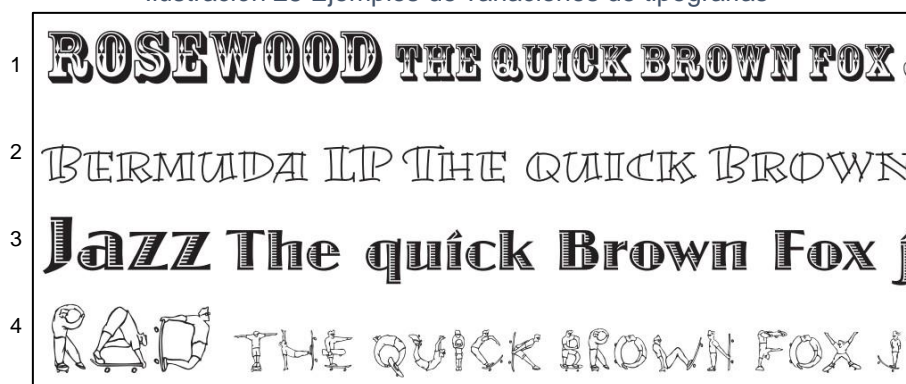 Ilustración 28 Ejemplos de variaciones de tipografías
1 ROSEWOOD THE QUICK BROWN FOX
2 BERMUDA LP THE QUICK BROWN
3 Jazz The quick Brown Fox j
4 RAD THE QUICK BROWN FOX J